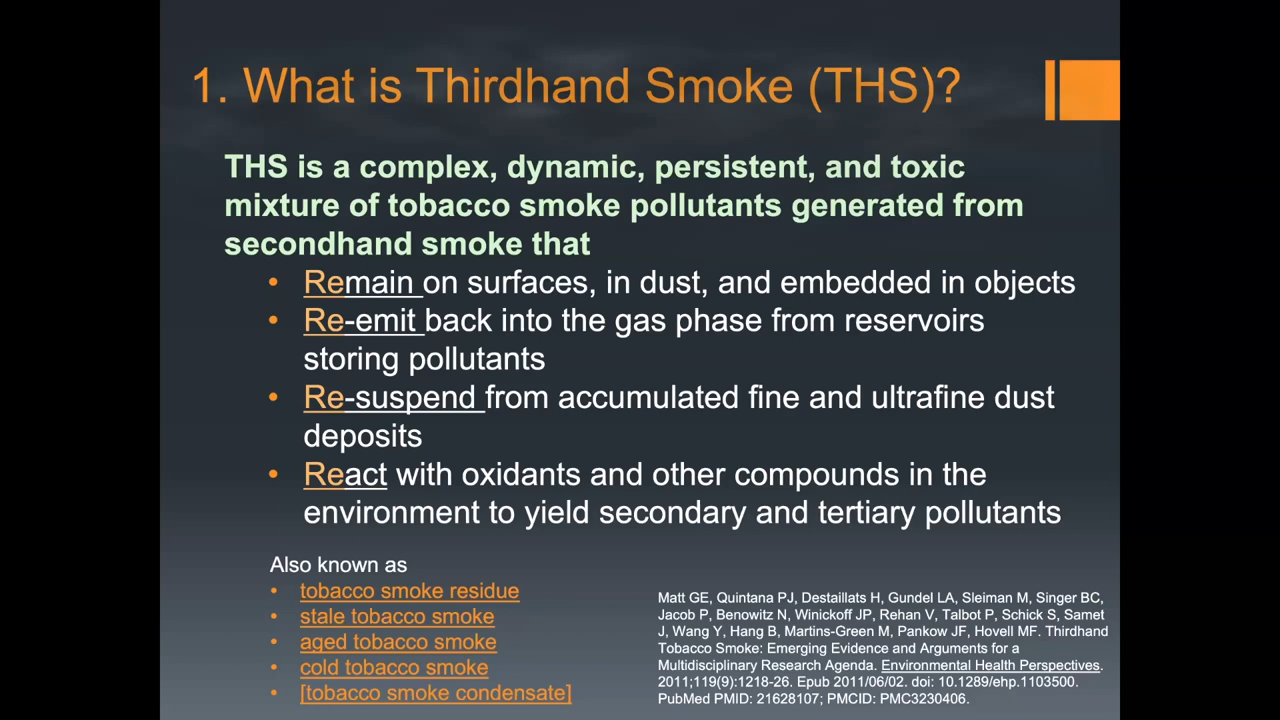 1. What is Thirdhand Smoke (THS)?
THS is a complex, dynamic, persistent, and toxic
mixture of tobacco smoke pollutants generated from
secondhand smoke that
• Remain on surfaces, in dust, and embedded in objects
• Re-emit back into the gas phase from reservoirs
storing pollutants
• Re-suspend from accumulated fine and ultrafine dust
deposits
• React with oxidants and other compounds in the
environment to yield secondary and tertiary pollutants
Also known as
• tobacco smoke residue
• stale tobacco smoke
• aged tobacco smoke
• cold tobacco smoke
• [tobacco smoke condensate]
Matt GE, Quintana PJ, Destaillats H, Gundel LA, Sleiman M, Singer BC,
Jacob P, Benowitz N, Winickoff JP, Rehan V, Talbot P, Schick S, Samet
J, Wang Y, Hang B, Martins-Green M, Pankow JF, Hovell MF. Thirdhand
Tobacco Smoke: Emerging Evidence and Arguments for a
Multidisciplinary Research Agenda. Environmental Health Perspectives.
2011;119(9):1218-26. Epub 2011/06/02. doi: 10.1289/ehp.1103500.
PubMed PMID: 21628107; PMCID: PMC3230406.